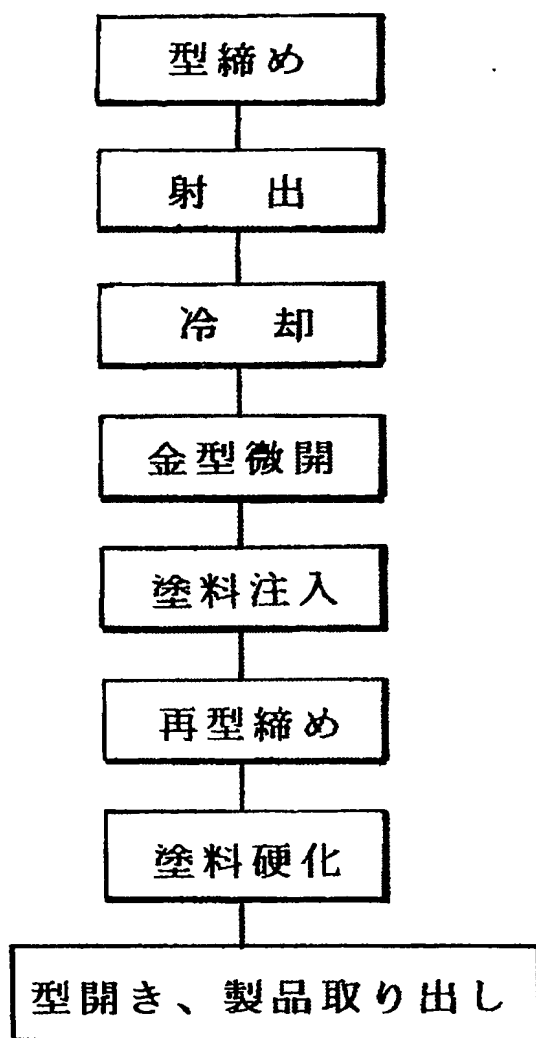 型締め
射 出
冷 却
金型微開
塗料注入
再型締め
塗料硬化
型開き、製品取り出し